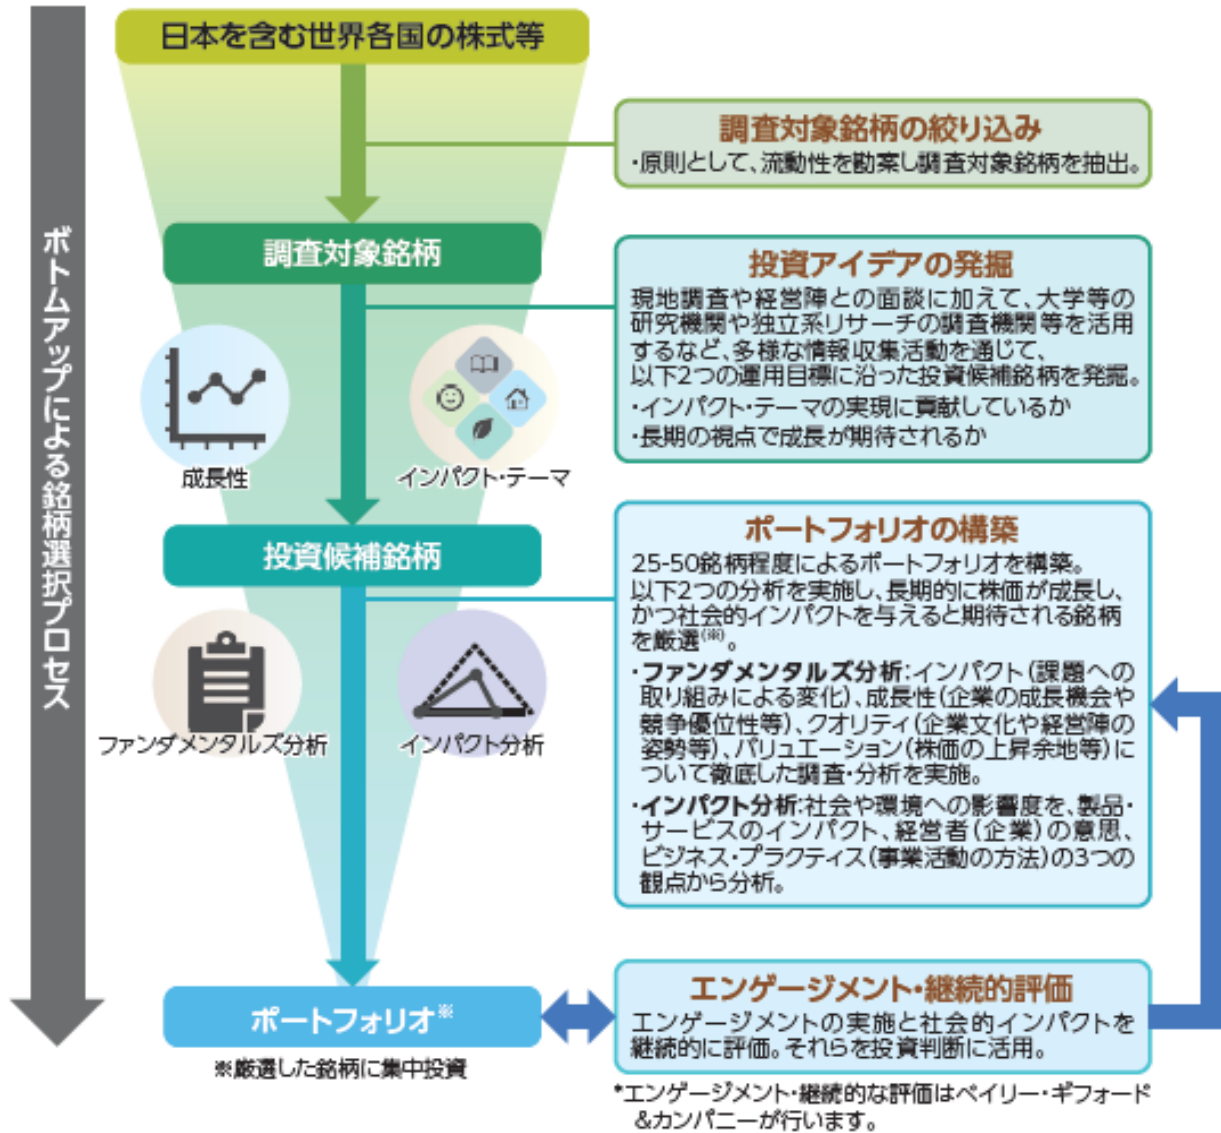 日本を含む世界各国の株式等
調査対象銘柄の絞り込み
・原則として、流動性を勘案し調査対象銘柄を抽出。
ボトムアップによる銘柄選択プロセス
調査対象銘柄
投資アイデアの発掘
現地調査や経営陣との面談に加えて、大学等の
研究機関や独立系リサーチの調査機関等を活用
するなど、多様な情報収集活動を通じて、
以下2つの運用目標に沿った投資候補銘柄を発掘。
・インパクト・テーマの実現に貢献しているか
・長期の視点で成長が期待されるか
成長性
インパクト・テーマ
投資候補銘柄
ポートフォリオの構築
25-50銘柄程度によるポートフォリオを構築。
以下2つの分析を実施し、長期的に株価が成長し、
かつ社会的インパクトを与えると期待される銘柄
を厳選(※)。
・ファンダメンタルズ分析:インパクト(課題への
取り組みによる変化)、成長性(企業の成長機会や
競争優位性等)、クオリティ(企業文化や経営陣の
姿勢等)、バリュエーション(株価の上昇余地等)に
ついて徹底した調査・分析を実施。
・インパクト分析:社会や環境への影響度を、製品・
サービスのインパクト、経営者(企業)の意思、
ビジネス・プラクティス(事業活動の方法)の3つの
観点から分析。
ファンダメンタルズ分析
インパクト分析
ポートフォリオ※
※厳選した銘柄に集中投資
エンゲージメント・継続的評価
エンゲージメントの実施と社会的インパクトを
継続的に評価。それらを投資判断に活用。
*エンゲージメント・継続的な評価はベイリー・ギフォード
&カンパニーが行います。